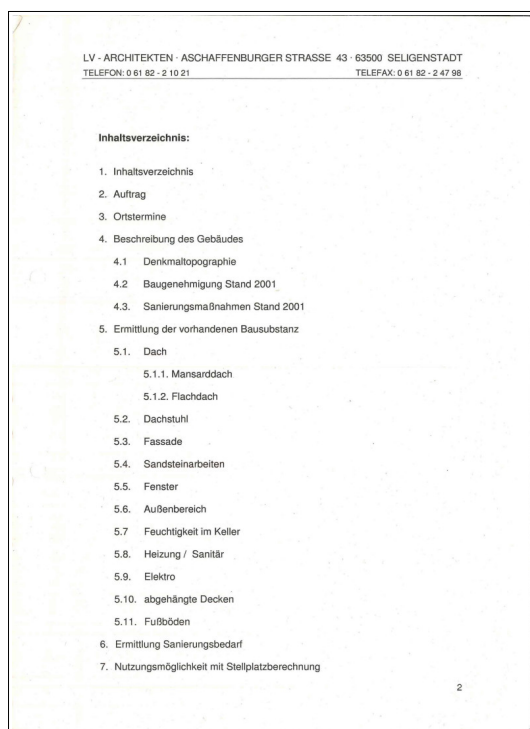 LV - ARCHITEKTEN · ASCHAFFENBURGER STRASSE 43 · 63500 SELIGENSTADT
TELEFON: 0 61 82 - 2 10 21 TELEFAX: 0 61 82 - 2 47 98
Inhaltsverzeichnis:
1. Inhaltsverzeichnis
2. Auftrag
3. Ortstermine
4. Beschreibung des Gebäudes
4.1 Denkmaltopographie
4.2 Baugenehmigung Stand 2001
4.3. Sanierungsmaßnahmen Stand 2001
5. Ermittlung der vorhandenen Bausubstanz
5.1. Dach
5.1.1. Mansarddach
5.1.2. Flachdach
5.2. Dachstuhl
5.3. Fassade
5.4. Sandsteinarbeiten
5.5. Fenster
5.6. Außenbereich
5.7 Feuchtigkeit im Keller
5.8. Heizung / Sanitär
5.9. Elektro
5.10. abgehängte Decken
5.11. Fußböden
6. Ermittlung Sanierungsbedarf
7. Nutzungsmöglichkeit mit Stellplatzberechnung
2